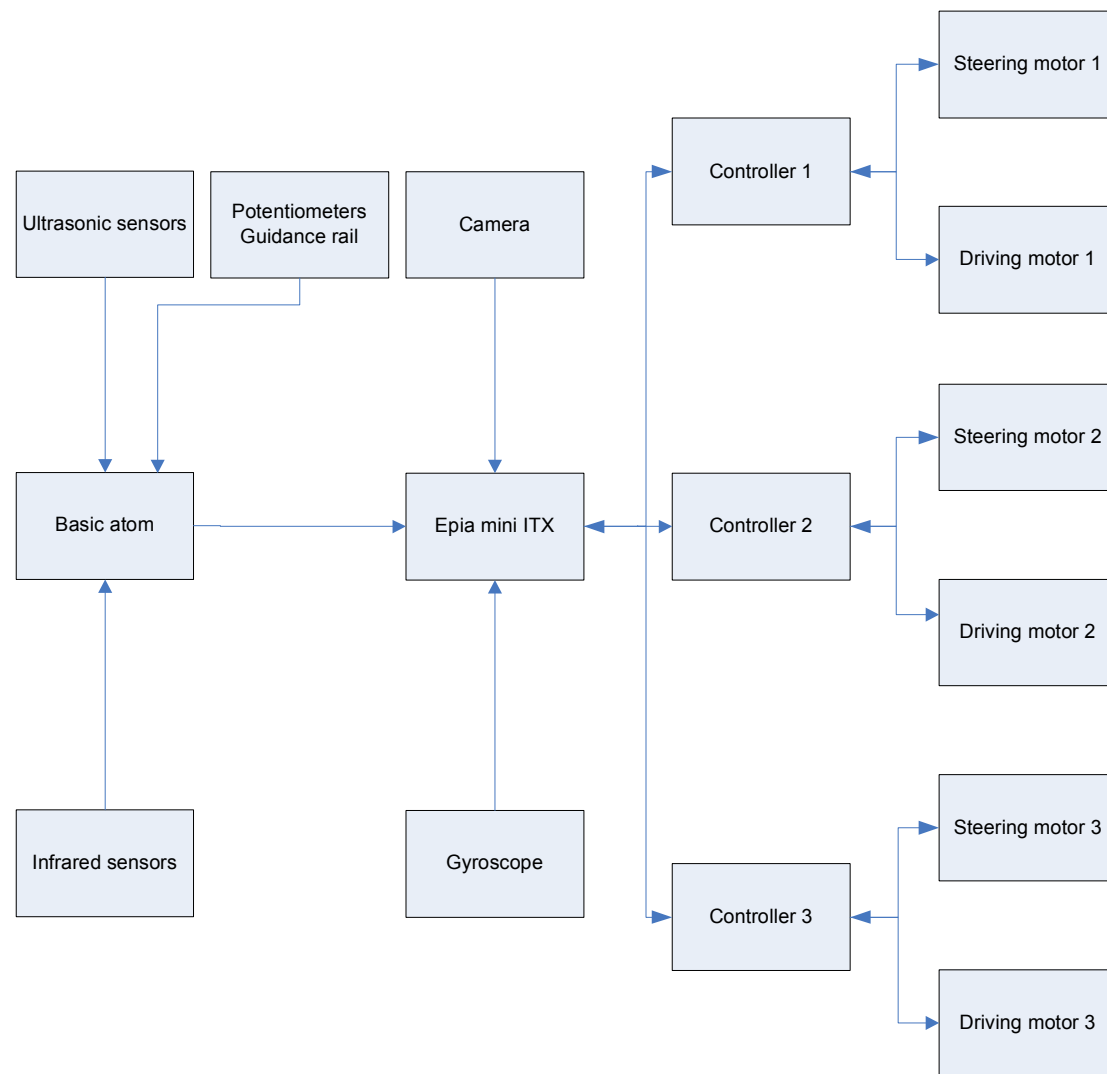 Steering motor 1
Controller 1
Ultrasonic sensors
Potentiometers
Guidance rail
Camera
Driving motor 1
Steering motor 2
Basic atom
Epia mini ITX
Controller 2
Driving motor 2
Steering motor 3
Infrared sensors
Gyroscope
Controller 3
Driving motor 3